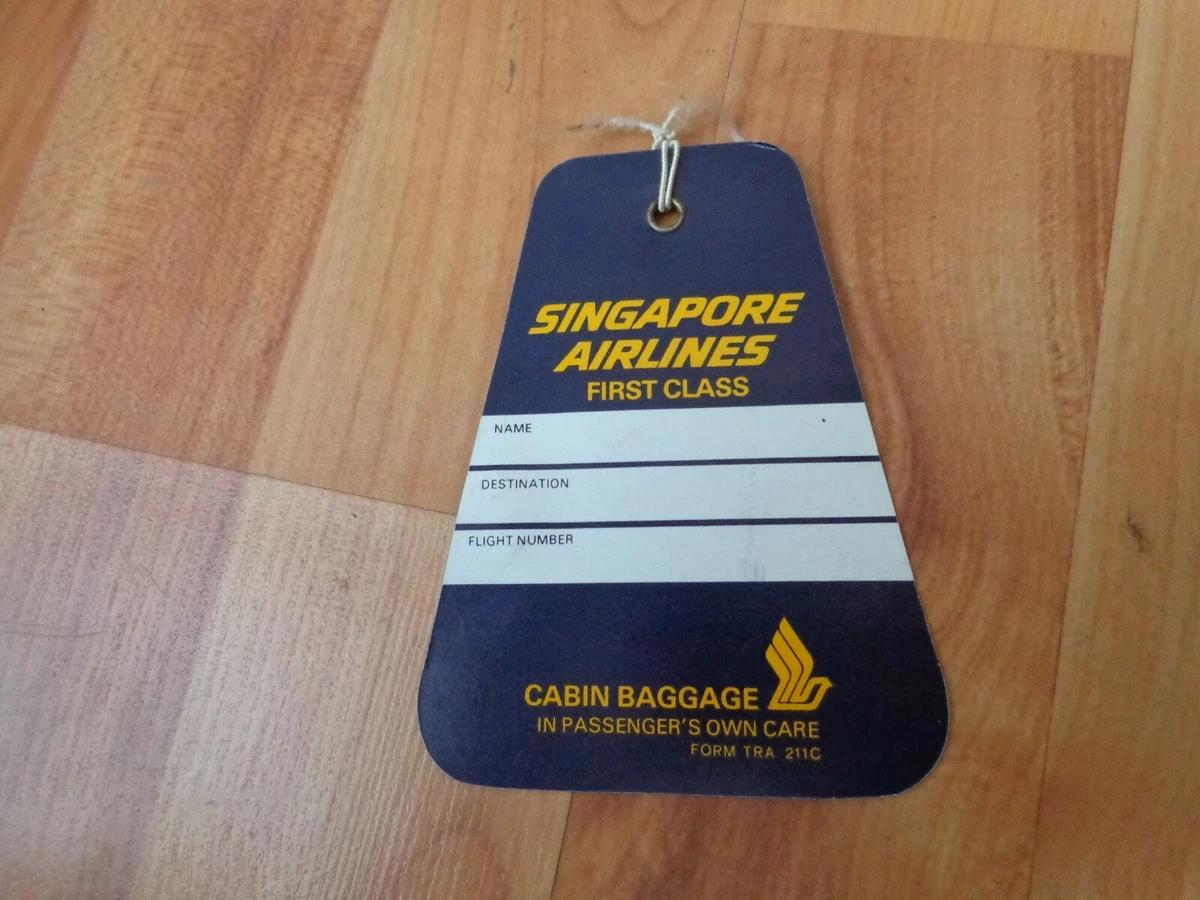 SINGAPORE
AIRLINES
FIRST CLASS
NAME
DESTINATION
FLIGHT NUMBER
CABIN BAGGAGE
IN PASSENGER'S OWN CARE
FORM TRA 211C